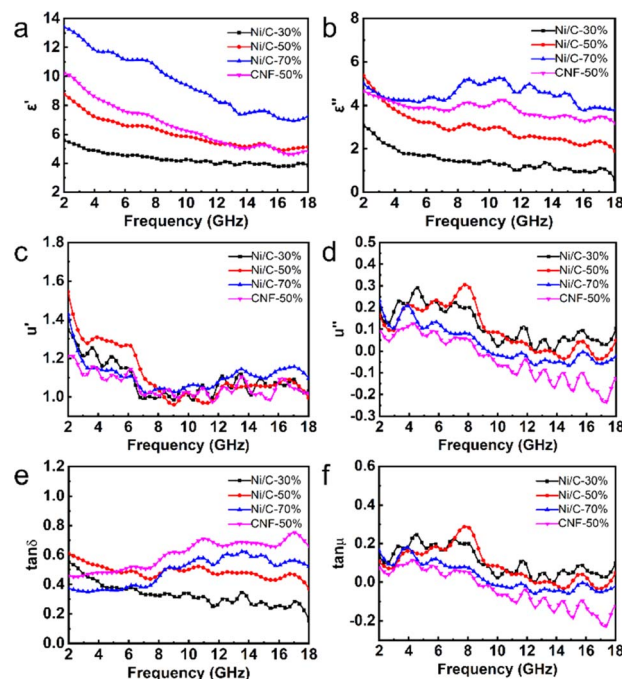 a
14
12
10
8
6
4
2
ε'
Ni/C-30%
Ni/C-50%
Ni/C-70%
CNF-50%
2 4 6 8 10 12 14 16 18
Frequency (GHz)
b
8
6
4
2
0
ε''
Ni/C-30%
Ni/C-50%
Ni/C-70%
CNF-50%
2 4 6 8 10 12 14 16 18
Frequency (GHz)
c
1.8
1.6
1.4
1.2
1.0
u'
Ni/C-30%
Ni/C-50%
Ni/C-70%
CNF-50%
2 4 6 8 10 12 14 16 18
Frequency (GHz)
d
0.5
0.4
0.3
0.2
0.1
0.0
-0.1
-0.2
-0.3
u''
Ni/C-30%
Ni/C-50%
Ni/C-70%
CNF-50%
2 4 6 8 10 12 14 16 18
Frequency (GHz)
e
1.2
1.0
0.8
0.6
0.4
0.2
0.0
tanδ
Ni/C-30%
Ni/C-50%
Ni/C-70%
CNF-50%
2 4 6 8 10 12 14 16 18
Frequency (GHz)
f
0.6
0.4
0.2
0.0
-0.2
tanμ
Ni/C-30%
Ni/C-50%
Ni/C-70%
CNF-50%
2 4 6 8 10 12 14 16 18
Frequency (GHz)